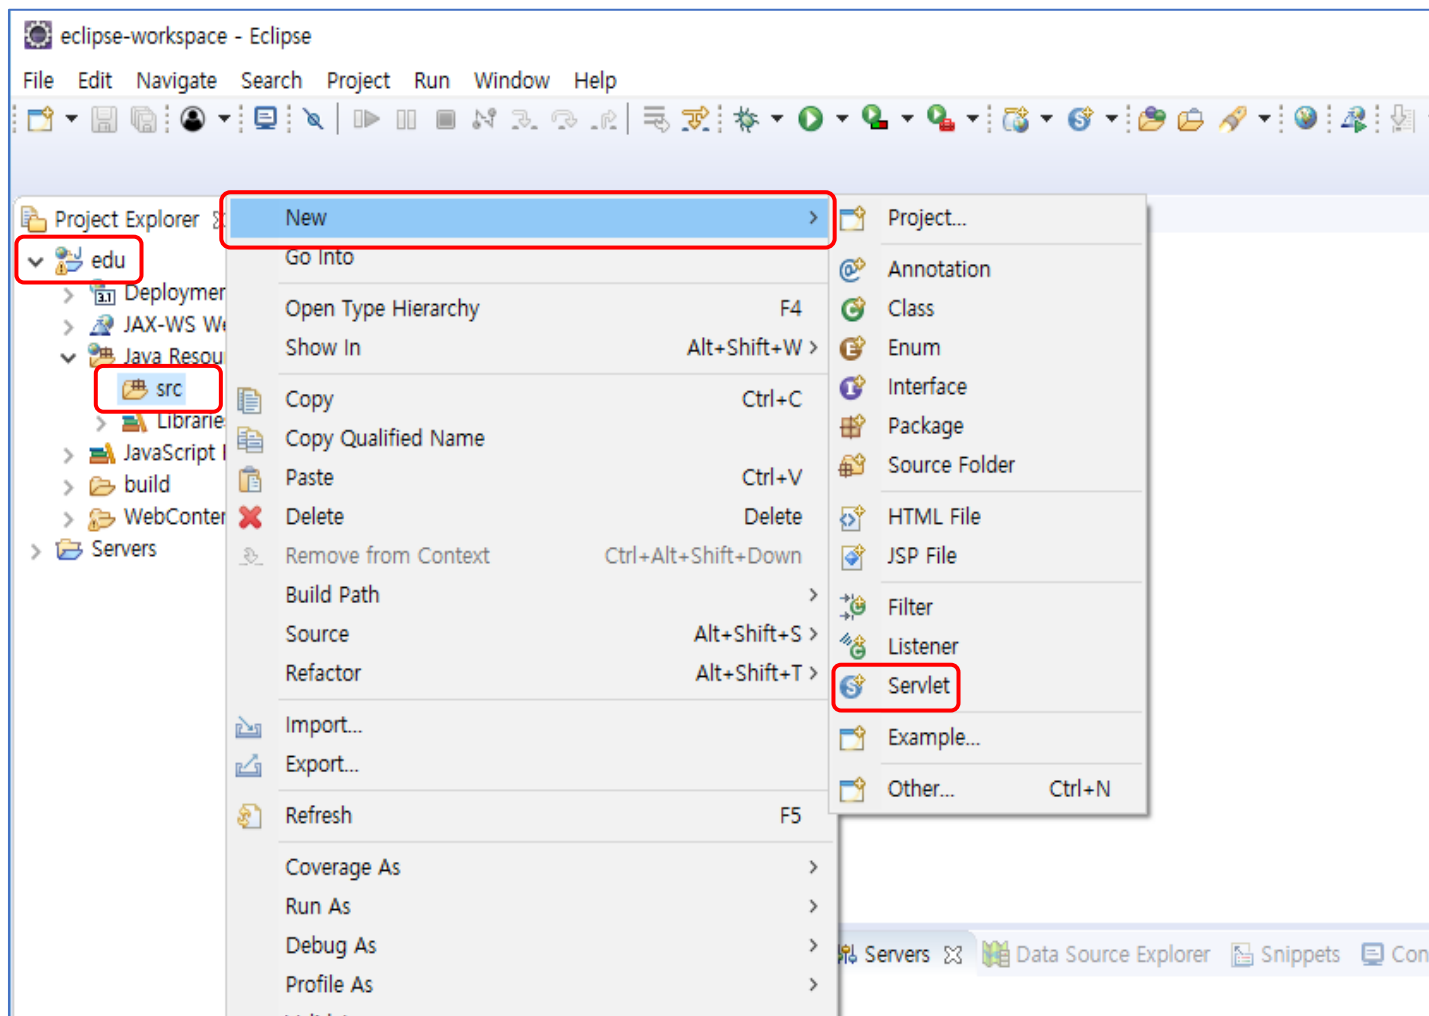 eclipse-workspace - Eclipse
File Edit Navigate Search Project Run Window Help
Project Explorer
edu
3.1 Deploymen
JAX-WS We
Java Resou
src
Librarie
JavaScript
build
WebConten
Servers
New
Go Into
Open Type Hierarchy F4
Show In Alt+Shift+W >
Copy Ctrl+C
Copy Qualified Name
Paste Ctrl+V
Delete Delete
Remove from Context Ctrl+Alt+Shift+Down
Build Path
Source Alt+Shift+S >
Refactor Alt+Shift+T >
Import...
Export...
Refresh F5
Coverage As
Run As
Debug As
Profile As
Project...
Annotation
Class
Enum
Interface
Package
Source Folder
HTML File
JSP File
Filter
Listener
Servlet
Example...
Other... Ctrl+N
Servers Data Source Explorer Snippets Con